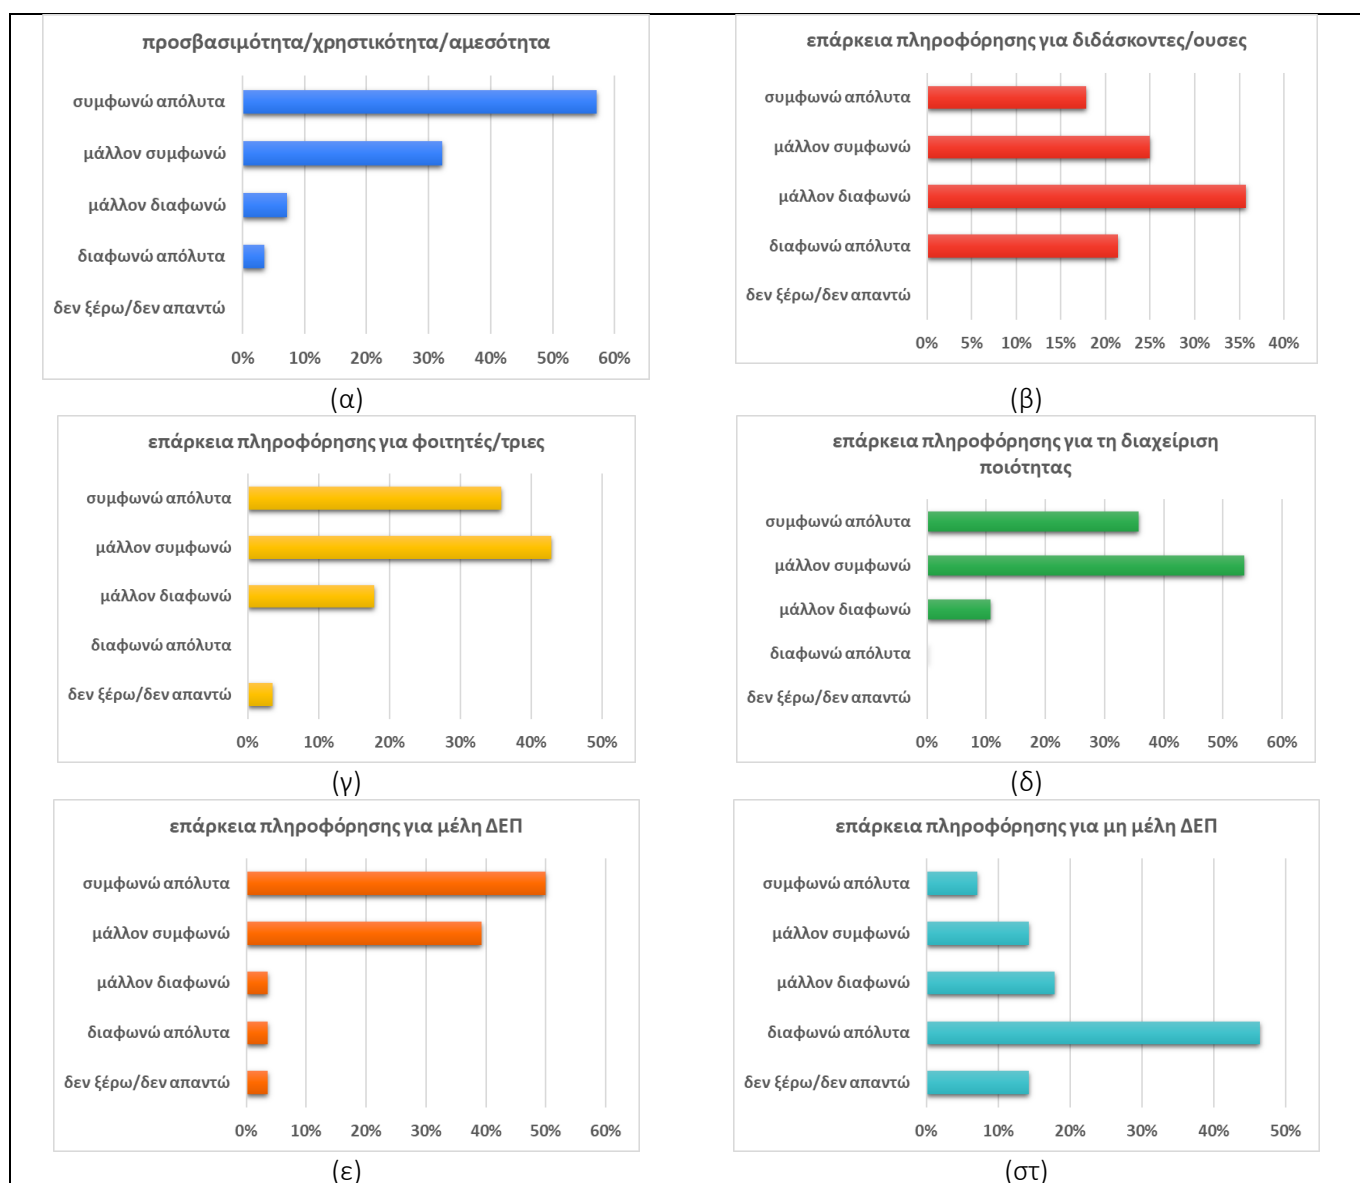 προσβασιμότητα/χρηστικότητα/αμεσότητα
συμφωνώ απόλυτα
μάλλον συμφωνώ
μάλλον διαφωνώ
διαφωνώ απόλυτα
δεν ξέρω/δεν απαντώ
0% 10% 20% 30% 40% 50% 60%
(α)
επάρκεια πληροφόρησης για διδάσκοντες/ουσες
συμφωνώ απόλυτα
μάλλον συμφωνώ
μάλλον διαφωνώ
διαφωνώ απόλυτα
δεν ξέρω/δεν απαντώ
0% 5% 10% 15% 20% 25% 30% 35% 40%
(β)
επάρκεια πληροφόρησης για φοιτητές/τριες
συμφωνώ απόλυτα
μάλλον συμφωνώ
μάλλον διαφωνώ
διαφωνώ απόλυτα
δεν ξέρω/δεν απαντώ
0% 10% 20% 30% 40% 50%
(γ)
επάρκεια πληροφόρησης για τη διαχείριση
ποιότητας
συμφωνώ απόλυτα
μάλλον συμφωνώ
μάλλον διαφωνώ
διαφωνώ απόλυτα
δεν ξέρω/δεν απαντώ
0% 10% 20% 30% 40% 50% 60%
(δ)
επάρκεια πληροφόρησης για μέλη ΔΕΠ
συμφωνώ απόλυτα
μάλλον συμφωνώ
μάλλον διαφωνώ
διαφωνώ απόλυτα
δεν ξέρω/δεν απαντώ
0% 10% 20% 30% 40% 50% 60%
(ε)
επάρκεια πληροφόρησης για μη μέλη ΔΕΠ
συμφωνώ απόλυτα
μάλλον συμφωνώ
μάλλον διαφωνώ
διαφωνώ απόλυτα
δεν ξέρω/δεν απαντώ
0% 10% 20% 30% 40% 50%
(στ)